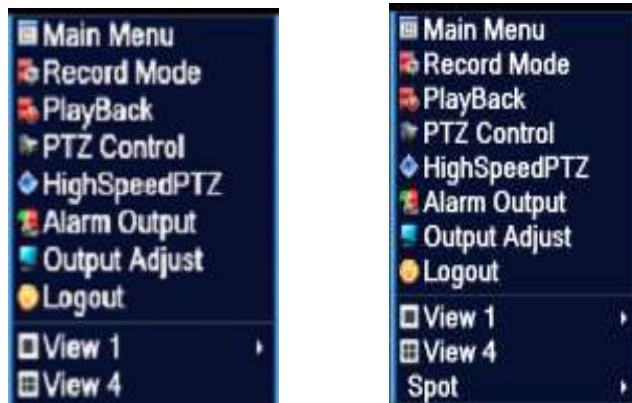 Main Menu
Record Mode
PlayBack
PTZ Control
HighSpeedPTZ
Alarm Output
Output Adjust
Logout
View 1
View 4
Main Menu
Record Mode
PlayBack
PTZ Control
HighSpeedPTZ
Alarm Output
Output Adjust
Logout
View 1
View 4
Spot